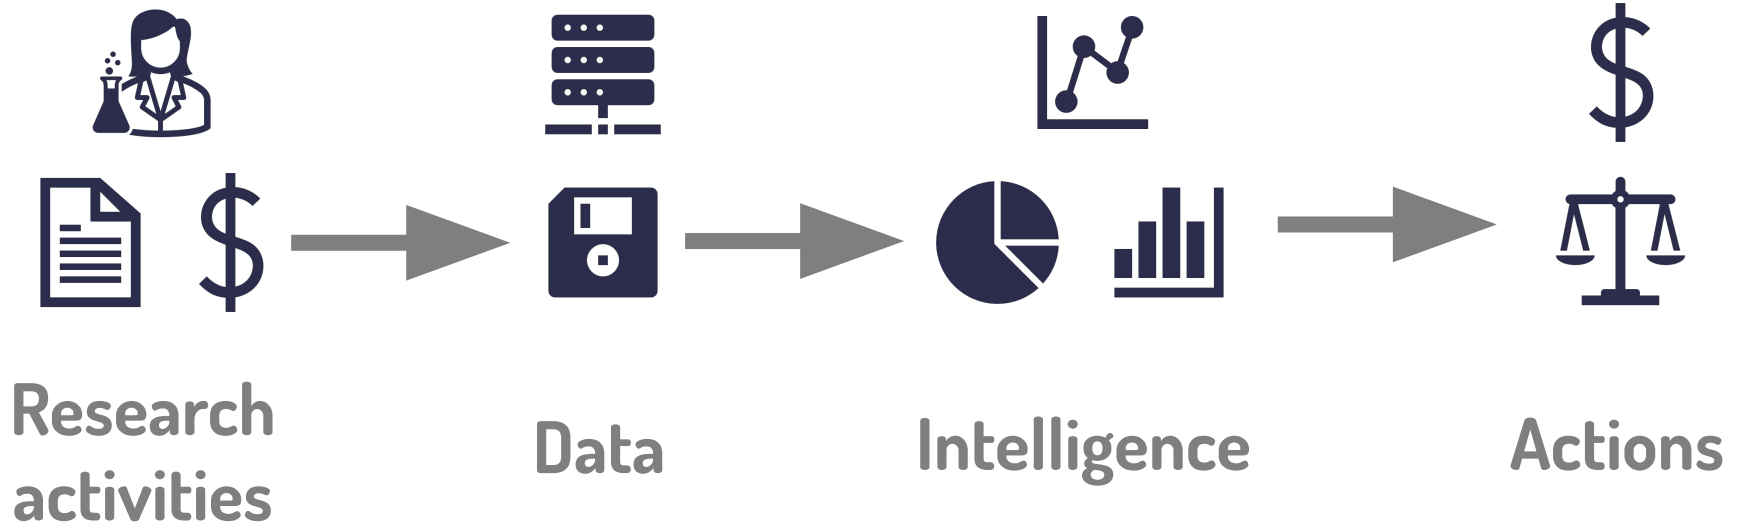 Research
activities
Data
Intelligence
Actions